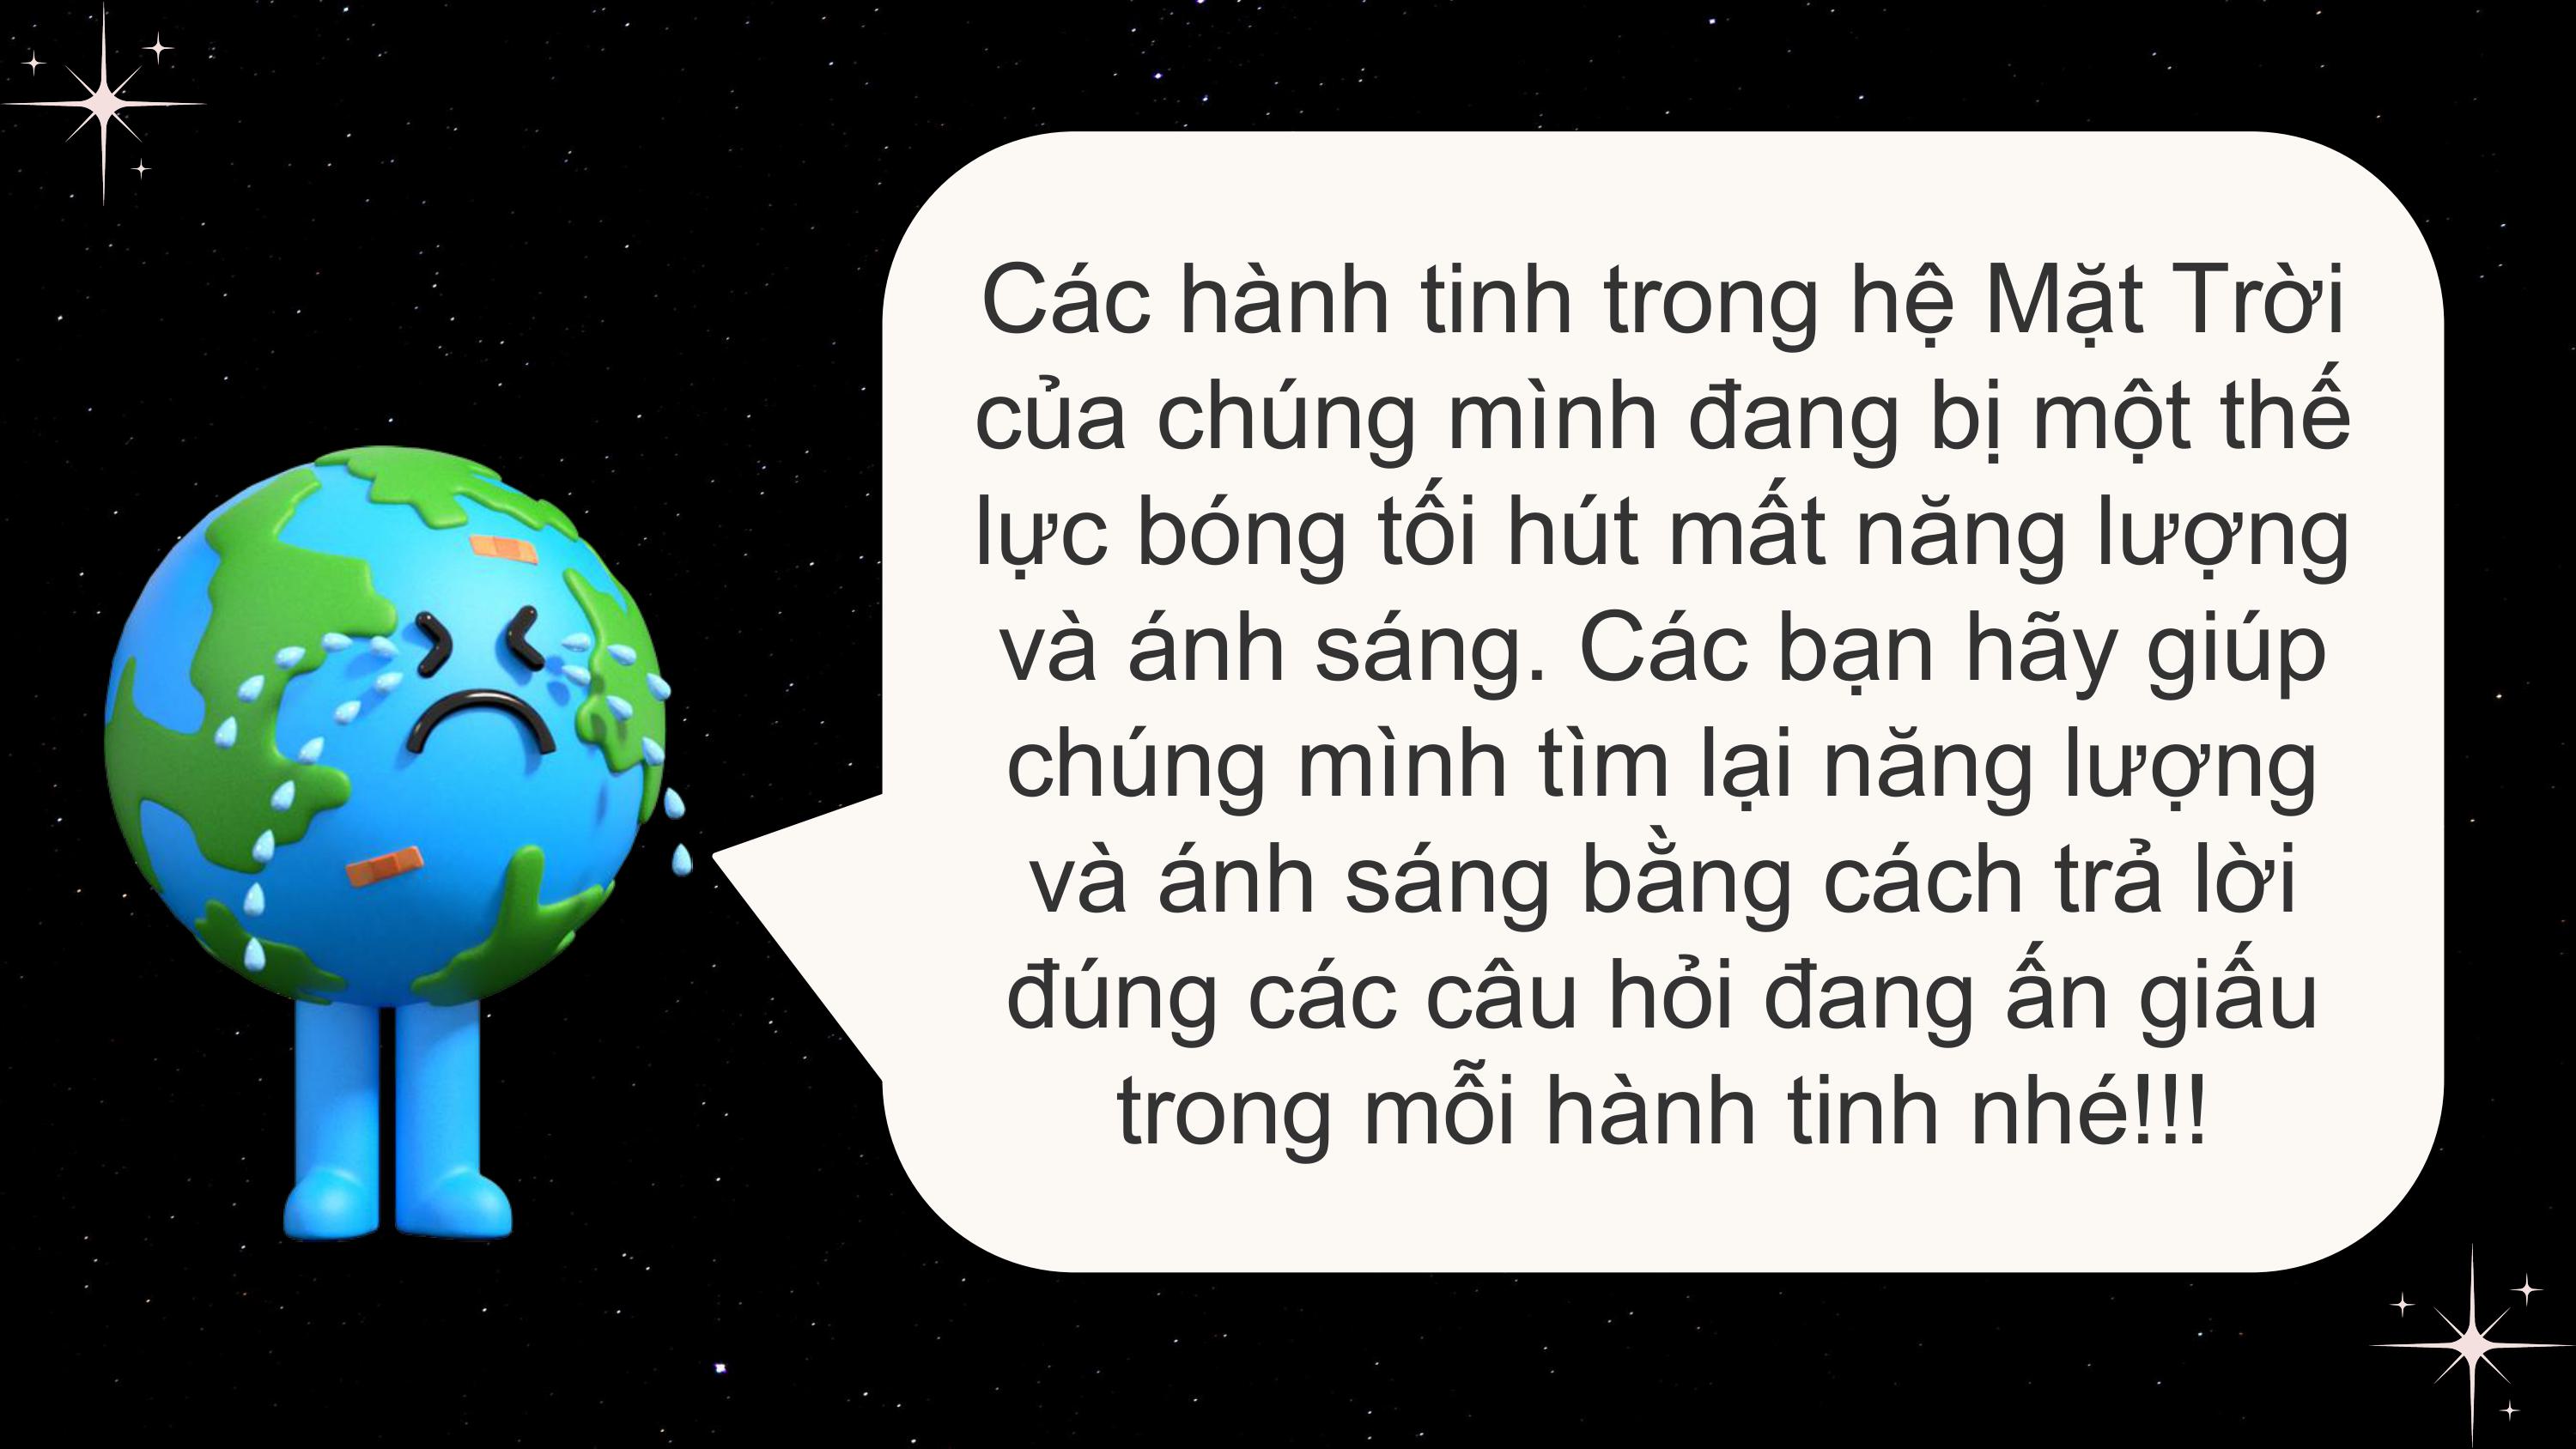 Các hành tinh trong hệ Mặt Trời
của chúng mình đang bị một thế
lực bóng tối hút mất năng lượng
và ánh sáng. Các bạn hãy giúp
chúng mình tìm lại năng lượng
và ánh sáng bằng cách trả lời
đúng các câu hỏi đang ấn giấu
trong mỗi hành tinh nhé!!!